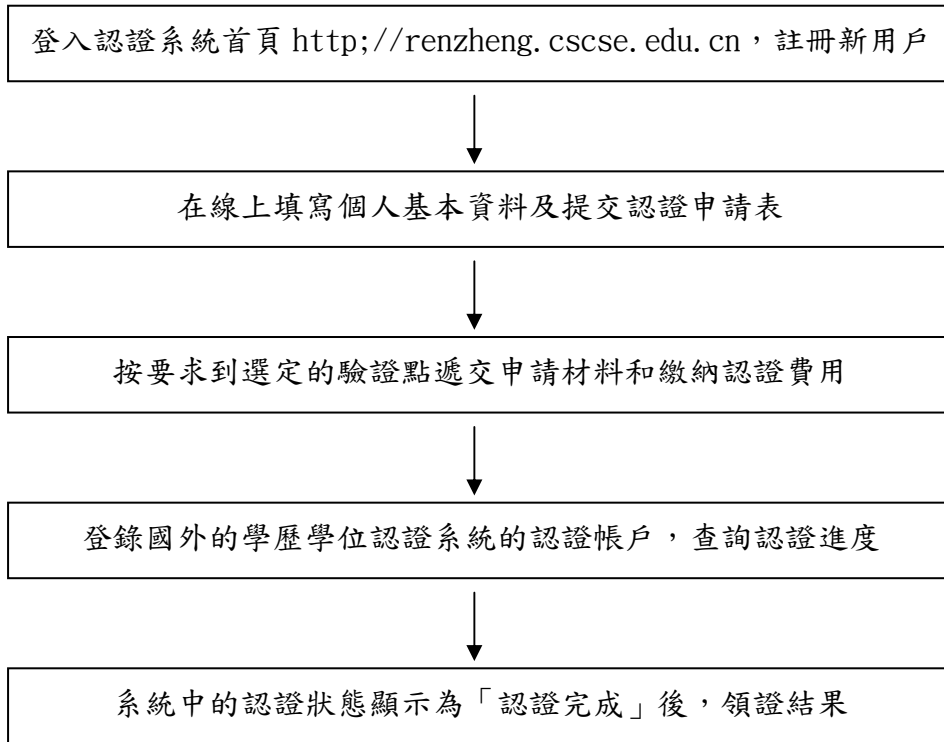 登入認證系統首頁 http;//renzheng.cscse.edu.cn，註冊新用戶
在線上填寫個人基本資料及提交認證申請表
按要求到選定的驗證點遞交申請材料和繳納認證費用
登錄國外的學歷學位認證系統的認證帳戶，查詢認證進度
系統中的認證狀態顯示為「認證完成」後，領證結果